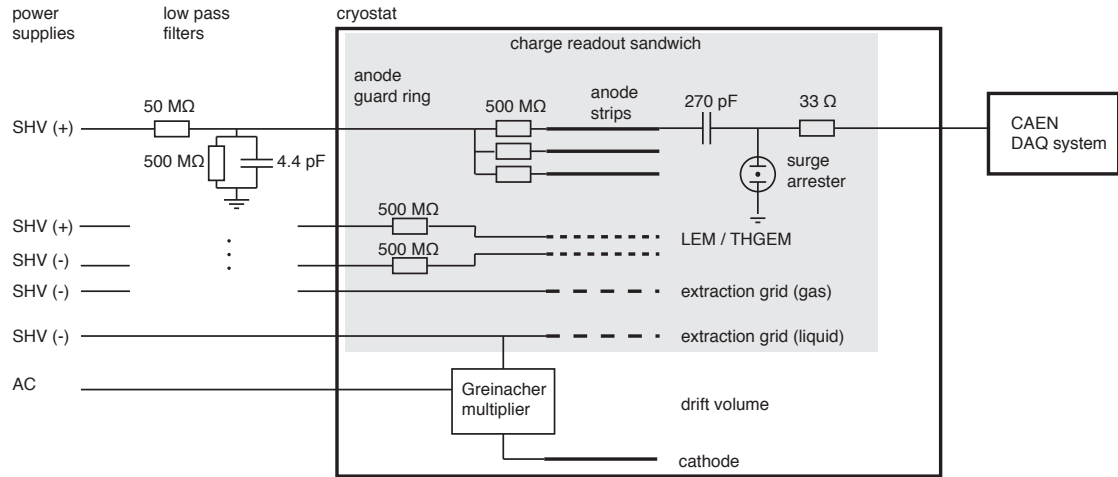 power
supplies
low pass
filters
cryostat
charge readout sandwich
anode
guard ring
50 MΩ
500 MΩ
anode
strips
270 pF
33 Ω
SHV (+)
CAEN
DAQ system
500 MΩ
4.4 pF
surge
arrester
500 MΩ
SHV (+)
LEM / THGEM
500 MΩ
SHV (-)
SHV (-)
extraction grid (gas)
SHV (-)
extraction grid (liquid)
AC
Greinacher
multiplier
drift volume
cathode